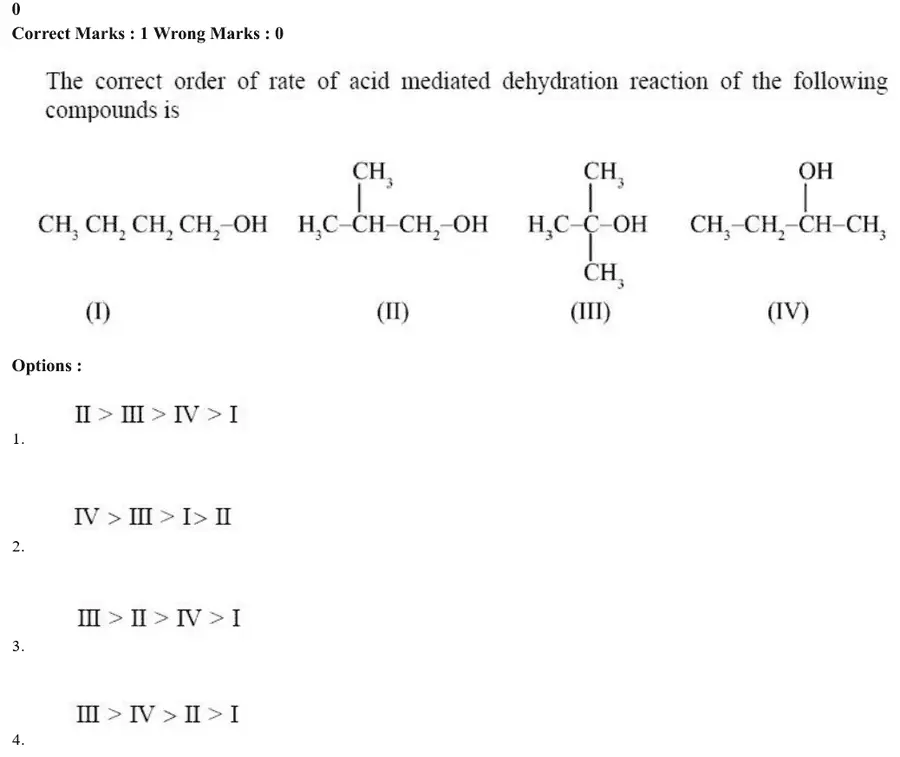 0
Correct Marks : 1 Wrong Marks : 0
The correct order of rate of acid mediated dehydration reaction of the following
compounds is
CH₃ CH₃ OH
CH₃ CH₂ CH₂ CH₂–OH H₃C–CH–CH₂–OH H₃C–C–OH CH₃–CH₂–CH–CH₃
CH₃
(I) (II) (III) (IV)
Options :
II > III > IV > I
1.
IV > III > I> II
2.
III > II > IV > I
3.
III > IV > II > I
4.